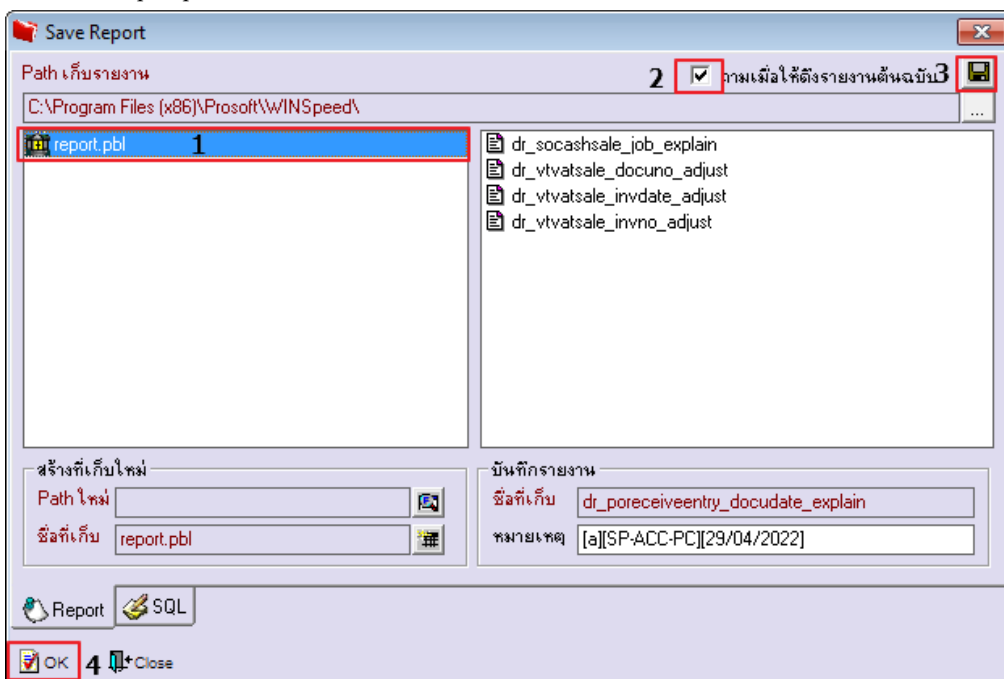 Save Report
Path เก็บรายงาน
2 ถามเมื่อให้ดึงรายงานต้นฉบับ 3
C:\Program Files (x86)\Prosoft\WINSpeed\
...
report.pbl 1
dr_socashsale_job_explain
dr_vtvatsale_docuno_adjust
dr_vtvatsale_invdate_adjust
dr_vtvatsale_invno_adjust
สร้างที่เก็บใหม่
Path ใหม่
ชื่อที่เก็บ report.pbl
บันทึกรายงาน
ชื่อที่เก็บ dr_poreceiveentry_docudate_explain
หมายเหตุ [a][SP-ACC-PC][29/04/2022]
Report SQL
OK 4 Close